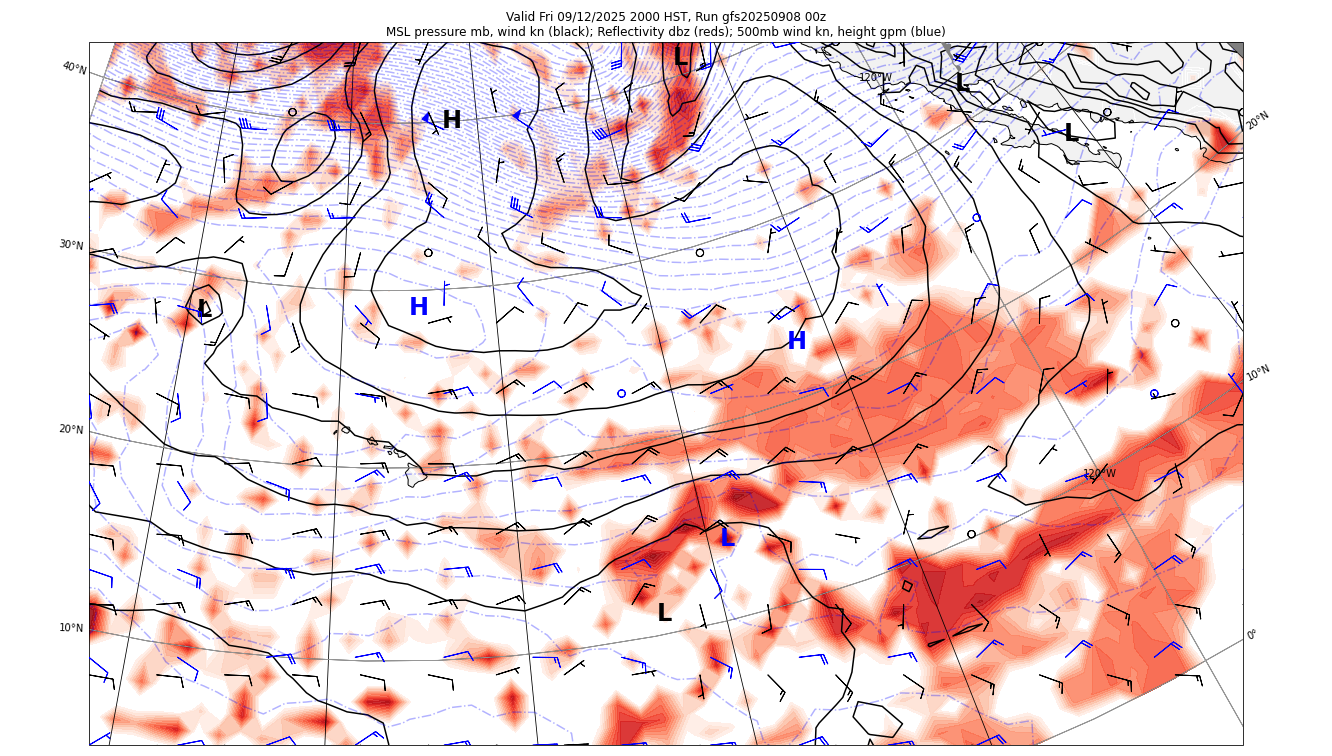 Valid Fri 09/12/2025 2000 HST, Run gfs20250908 00z
MSL pressure mb, wind kn (black); Reflectivity dbz (reds); 500mb wind kn, height gpm (blue)
L
40°N
120°W
L
H
20°N
L
30°N
H
L
H
10°N
20°N
120°W
L
L
10°N
0°